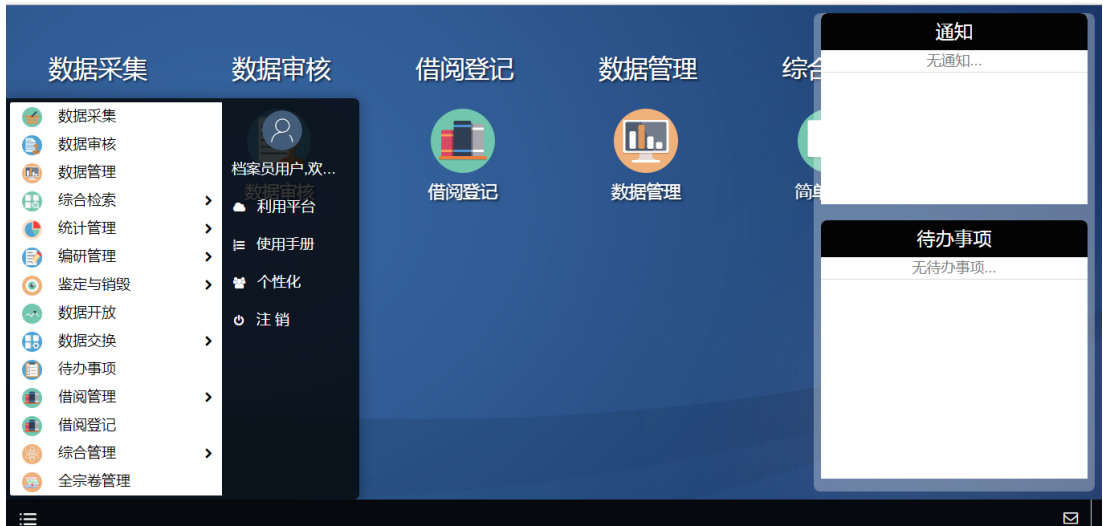 数据采集
数据审核
借阅登记
数据管理
综合
通知
无通知...
数据采集
数据审核
数据管理
综合检索
统计管理
编研管理
鉴定与销毁
数据开放
数据交换
待办事项
借阅管理
借阅登记
综合管理
全宗卷管理
档案员用户,欢...
数据审核
利用平台
使用手册
个性化
注 销
借阅登记
数据管理
简单
待办事项
无待办事项...